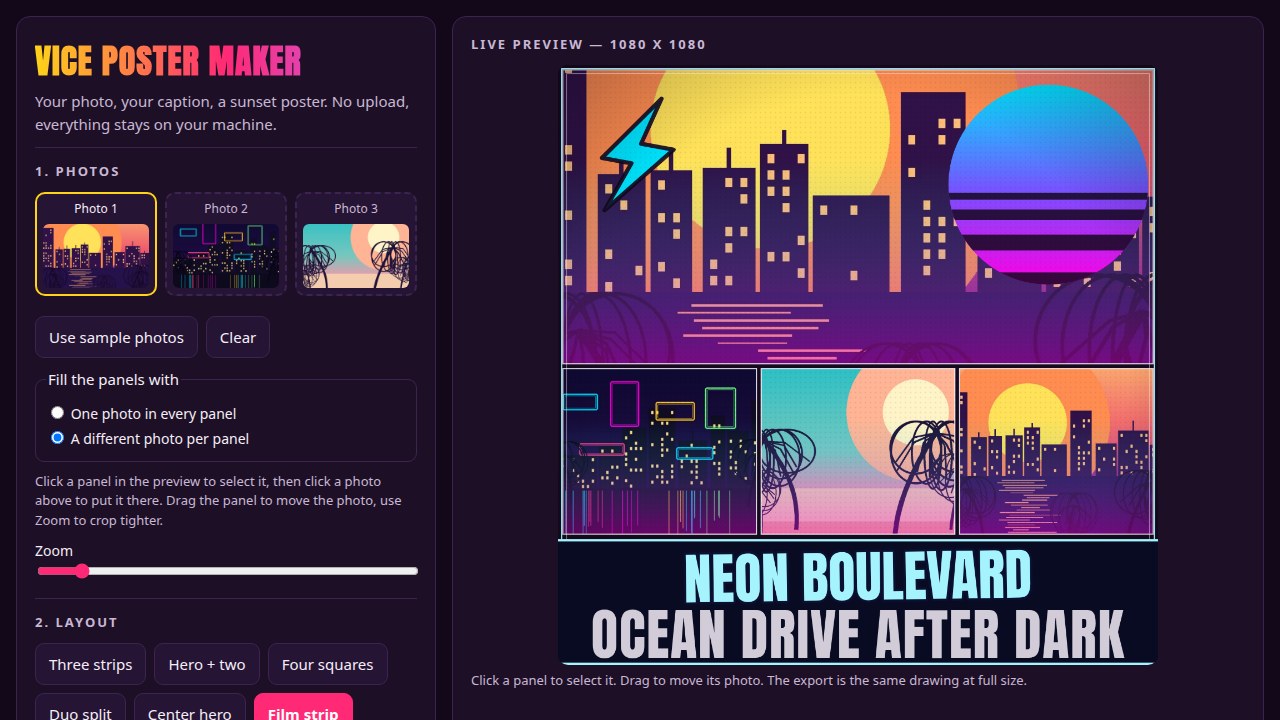 VICE POSTER MAKER
Your photo, your caption, a sunset poster. No upload,
everything stays on your machine.
1. PHOTOS
Photo 1
Photo 2
Photo 3
Use sample photos
Clear
Fill the panels with
One photo in every panel
A different photo per panel
Click a panel in the preview to select it, then click a photo
above to put it there. Drag the panel to move the photo, use
Zoom to crop tighter.
Zoom
2. LAYOUT
Three strips
Hero + two
Four squares
Duo split
Center hero
Film strip
LIVE PREVIEW — 1080 X 1080
NEON BOULEVARD
OCEAN DRIVE AFTER DARK
Click a panel to select it. Drag to move its photo. The export is the same drawing at full size.